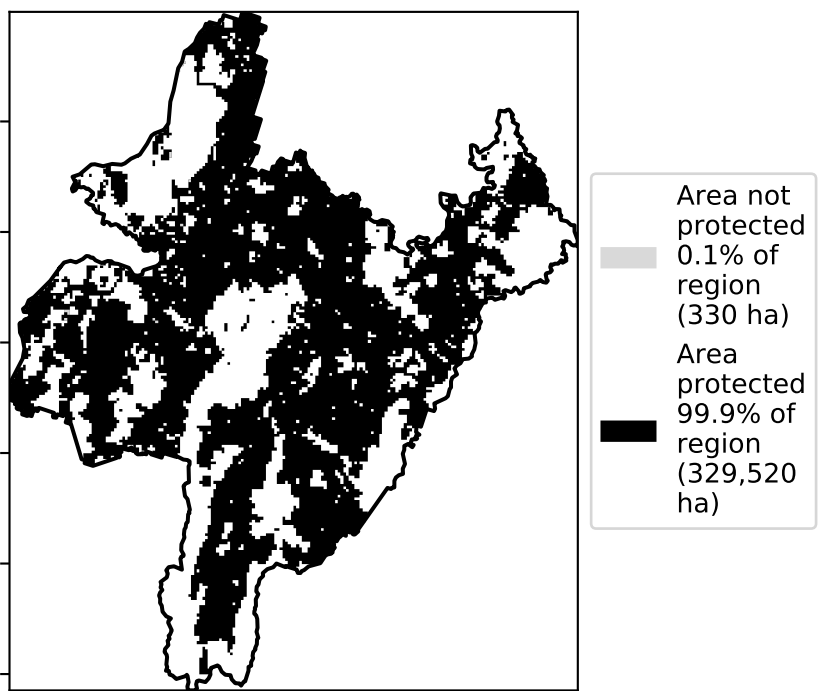 Area not
protected
0.1% of
region
(330 ha)
Area
protected
99.9% of
region
(329,520
ha)